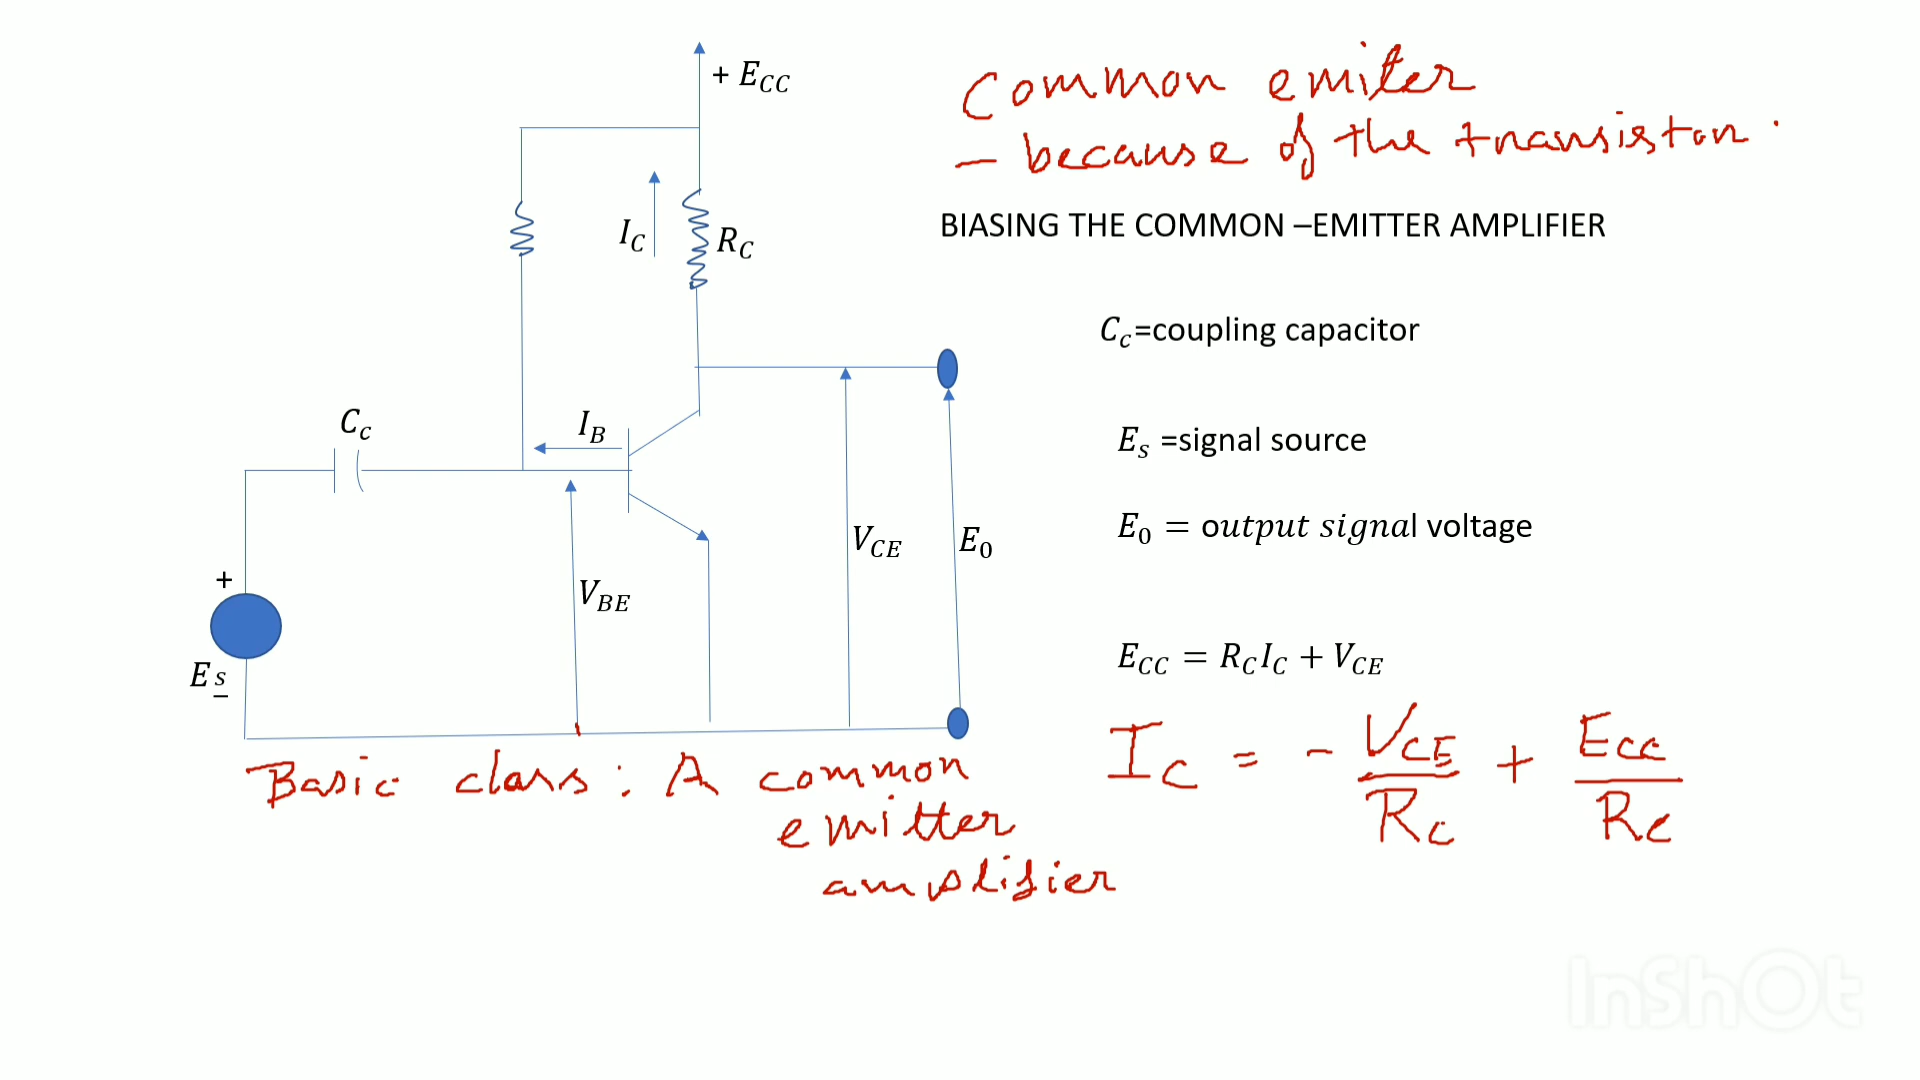 + E_CC
Common emiter
– because of the transistor.
BIASING THE COMMON –EMITTER AMPLIFIER
I_C
R_C
C_c=coupling capacitor
C_c
I_B
E_s =signal source
E_0 = output signal voltage
V_CE
E_0
+
V_BE
E_s
–
E_CC = R_C I_C + V_CE
I_C = - V_CE/R_C + E_CC/R_C
Basic class: A common
emitter
amplifier
InShOt